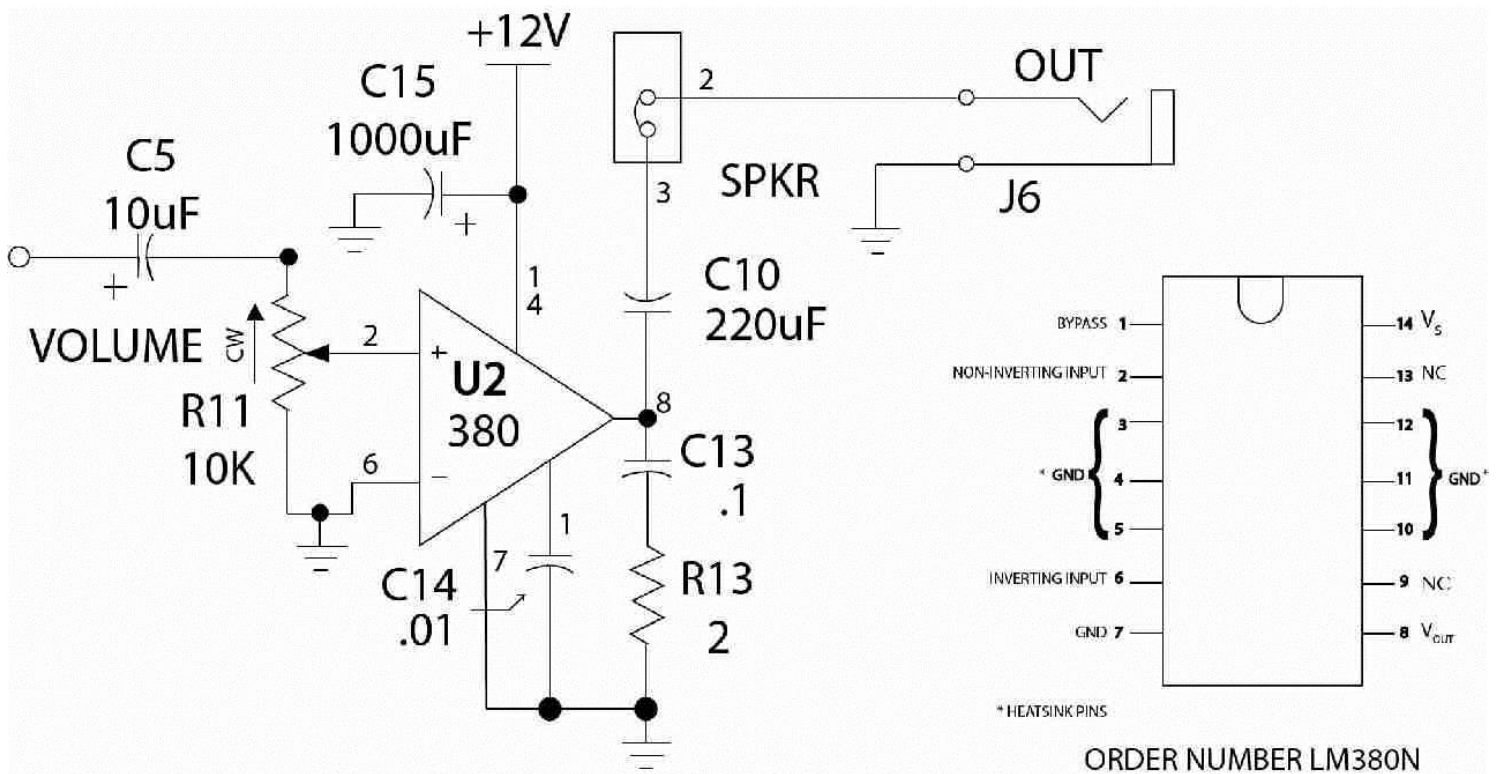 +12V
C15
1000uF
+
C5
10uF
+
VOLUME
CW
R11
10K
2
6
+
−
U2
380
1
4
8
7
1
C14
.01
C13
.1
R13
2
C10
220uF
2
3
SPKR
OUT
J6
BYPASS 1
NON-INVERTING INPUT 2
3
* GND 4
5
INVERTING INPUT 6
GND 7
14 VS
13 NC
12
11 GND*
10
9 NC
8 VOUT
* HEATSINK PINS
ORDER NUMBER LM380N